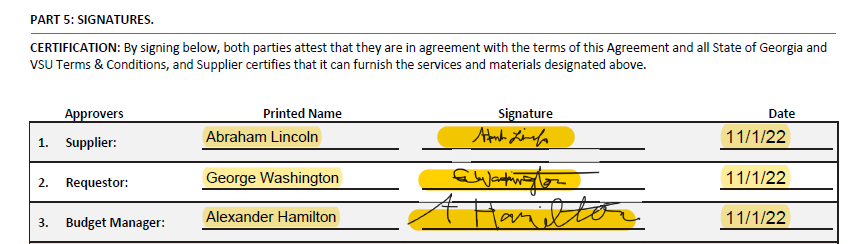 PART 5: SIGNATURES.
CERTIFICATION: By signing below, both parties attest that they are in agreement with the terms of this Agreement and all State of Georgia and
VSU Terms & Conditions, and Supplier certifies that it can furnish the services and materials designated above.
Approvers Printed Name Signature Date
1. Supplier: Abraham Lincoln 11/1/22
2. Requestor: George Washington GWashington 11/1/22
3. Budget Manager: Alexander Hamilton A Hamilton 11/1/22